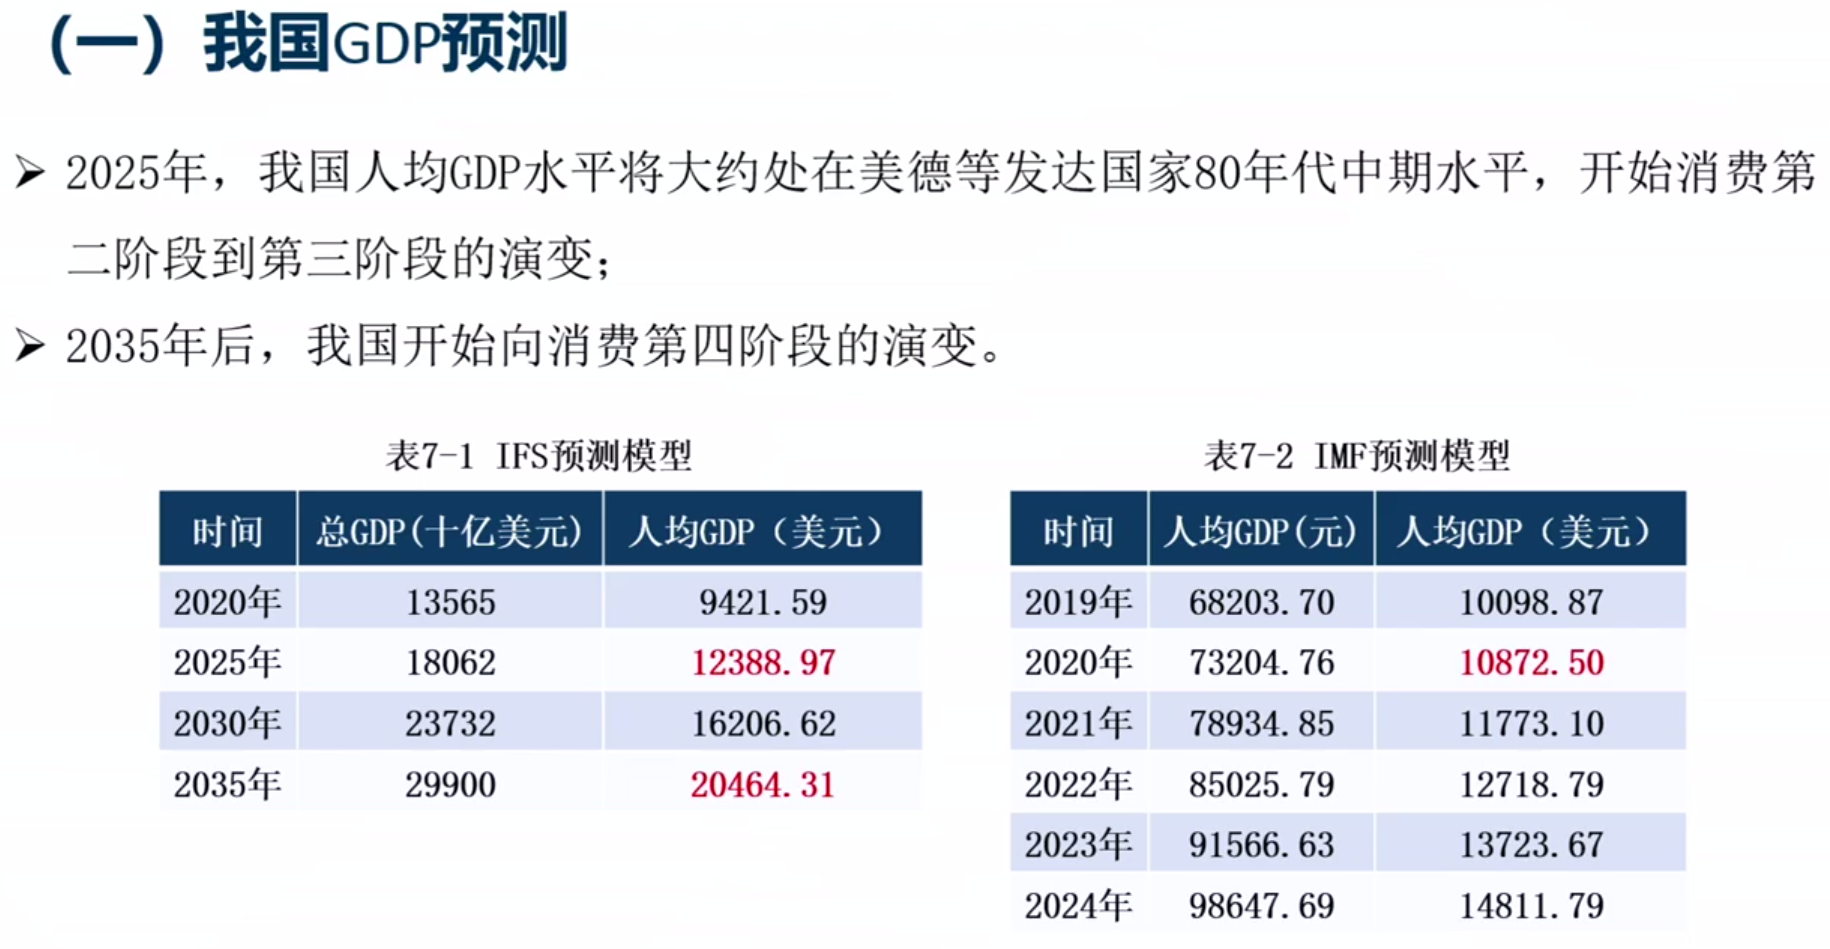 （一）我国GDP预测
➢ 2025年，我国人均GDP水平将大约处在美德等发达国家80年代中期水平，开始消费第
二阶段到第三阶段的演变；
➢ 2035年后，我国开始向消费第四阶段的演变。
表7-1 IFS预测模型
时间 总GDP(十亿美元) 人均GDP（美元）
2020年 13565 9421.59
2025年 18062 12388.97
2030年 23732 16206.62
2035年 29900 20464.31
表7-2 IMF预测模型
时间 人均GDP(元) 人均GDP（美元）
2019年 68203.70 10098.87
2020年 73204.76 10872.50
2021年 78934.85 11773.10
2022年 85025.79 12718.79
2023年 91566.63 13723.67
2024年 98647.69 14811.79